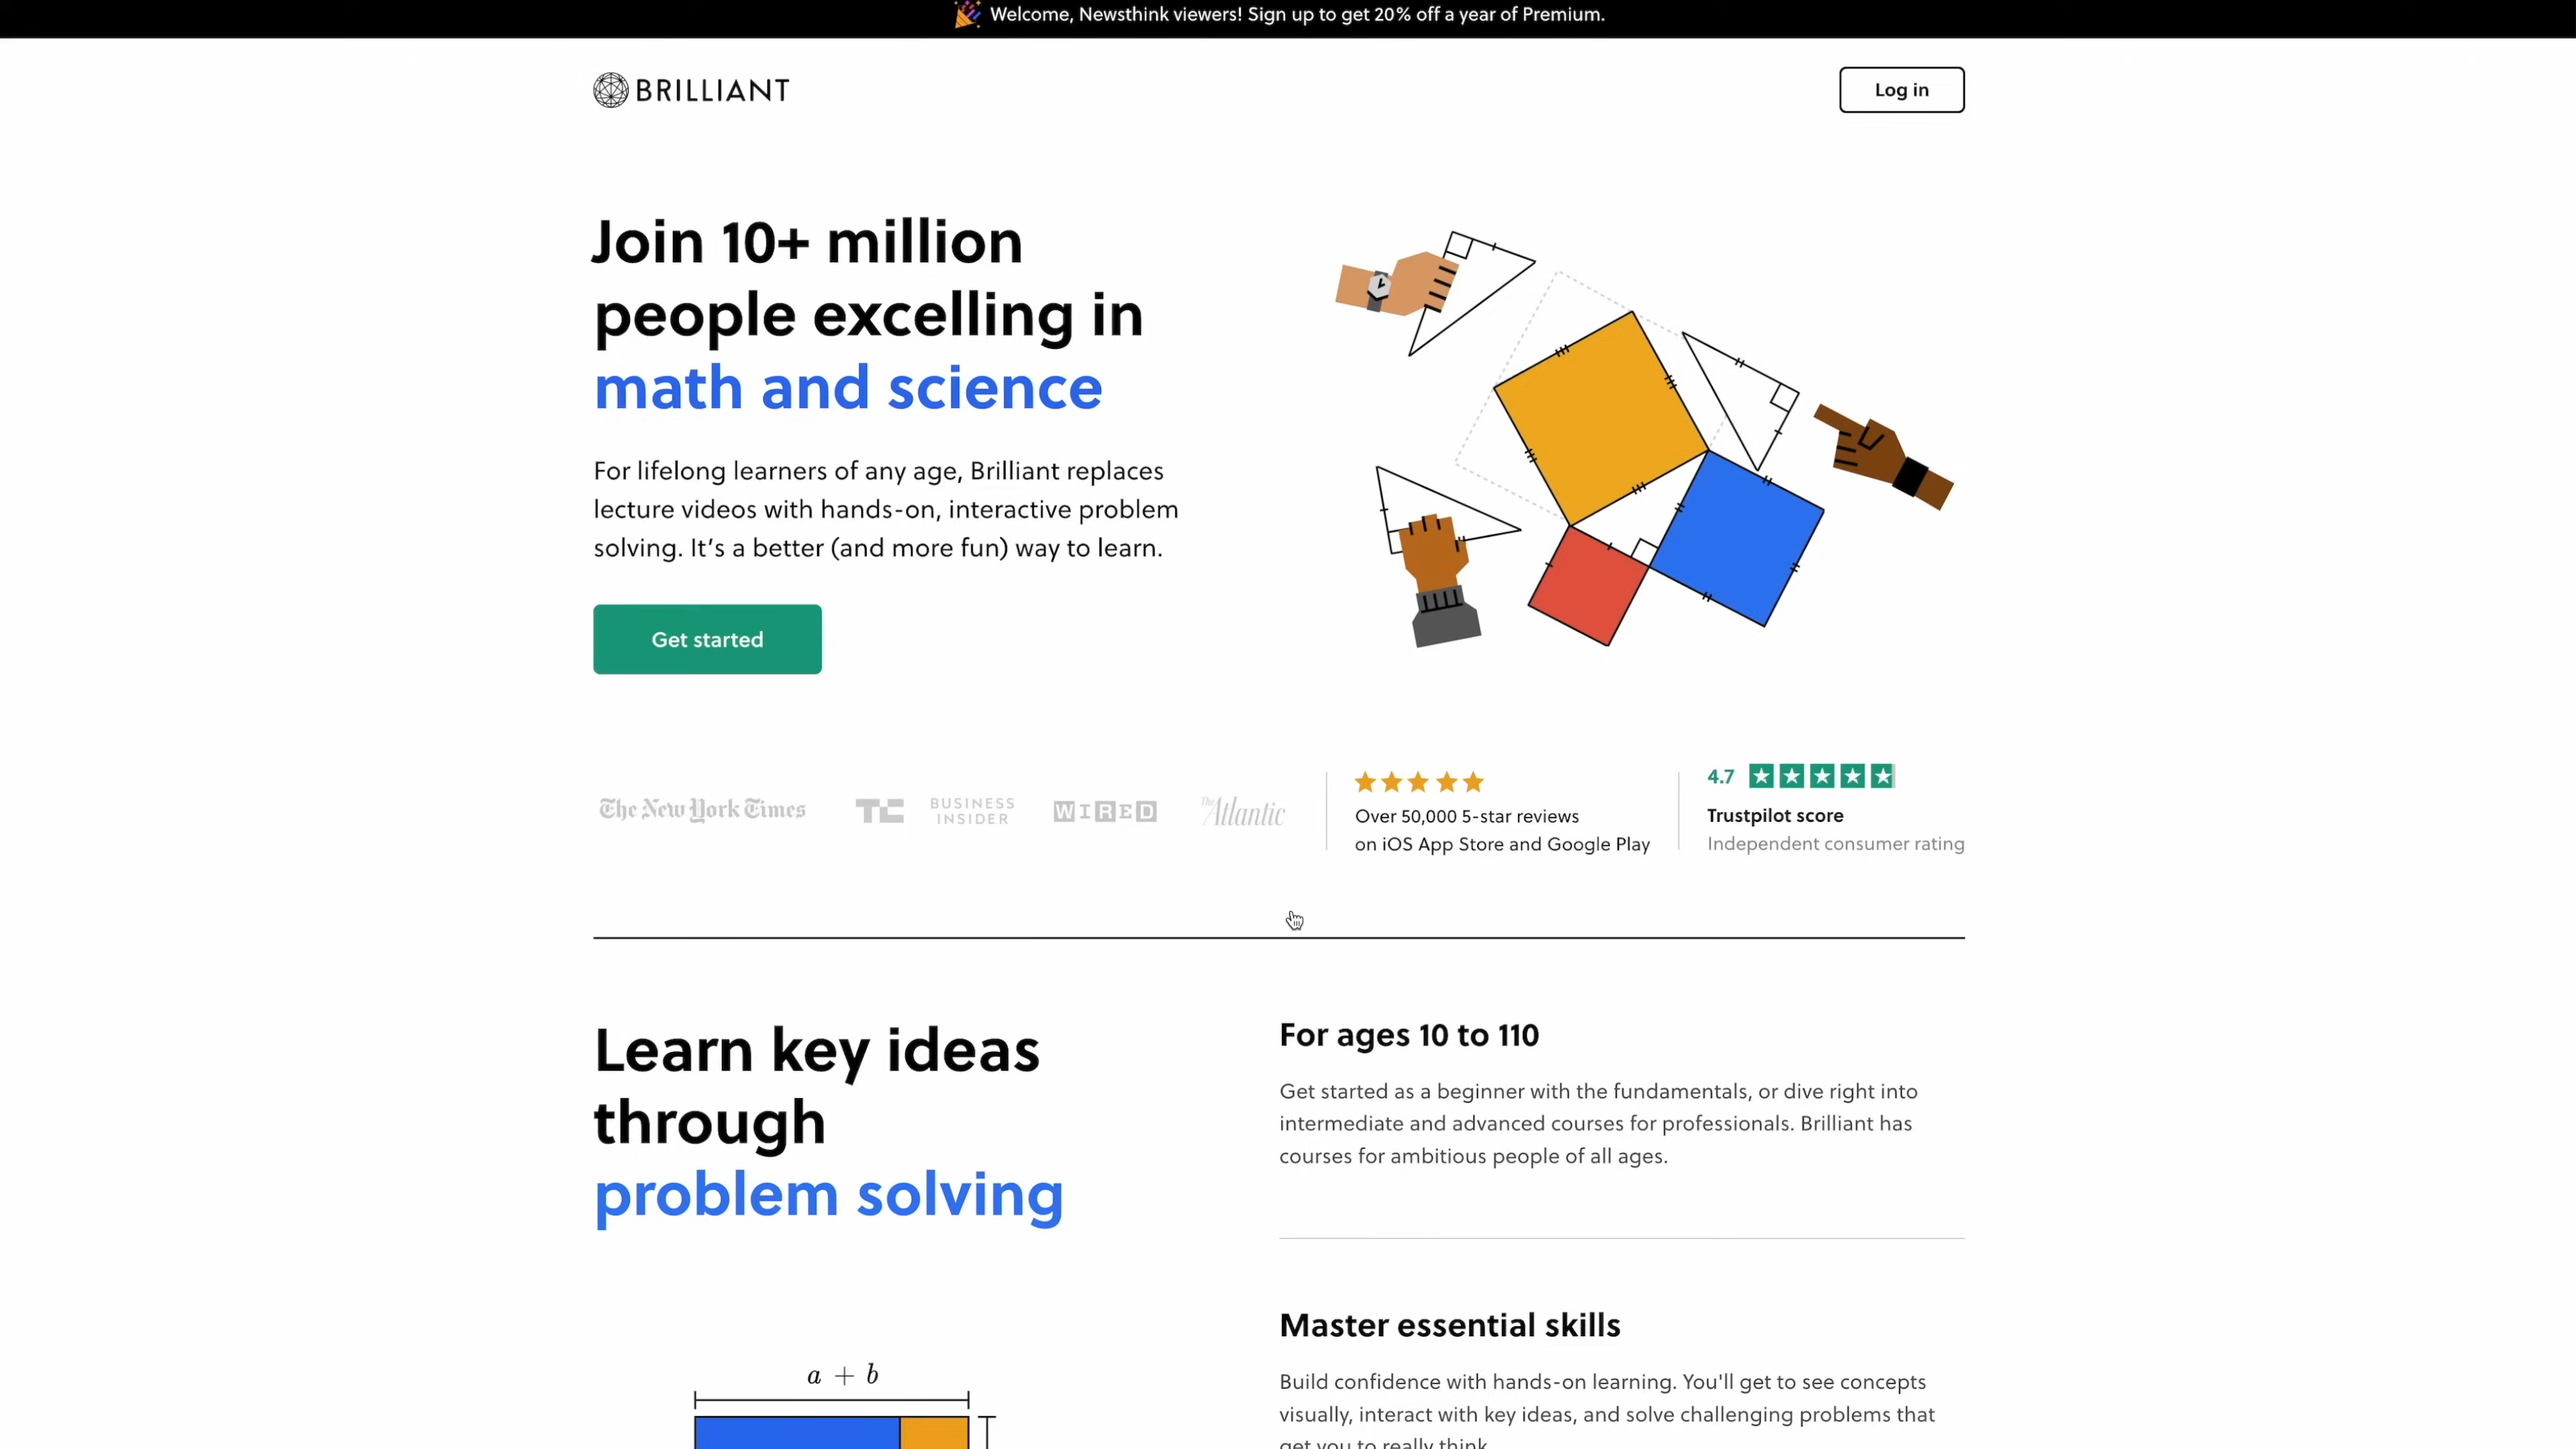 Welcome, Newsthink viewers! Sign up to get 20% off a year of Premium.
BRILLIANT
Log in
Join 10+ million
people excelling in
math and science
For lifelong learners of any age, Brilliant replaces
lecture videos with hands-on, interactive problem
solving. It’s a better (and more fun) way to learn.
Get started
The New York Times
TC
BUSINESS
INSIDER
WIRED
The Atlantic
Over 50,000 5-star reviews
on iOS App Store and Google Play
4.7
Trustpilot score
Independent consumer rating
Learn key ideas
through
problem solving
a + b
For ages 10 to 110
Get started as a beginner with the fundamentals, or dive right into
intermediate and advanced courses for professionals. Brilliant has
courses for ambitious people of all ages.
Master essential skills
Build confidence with hands-on learning. You'll get to see concepts
visually, interact with key ideas, and solve challenging problems that
get you to really think.